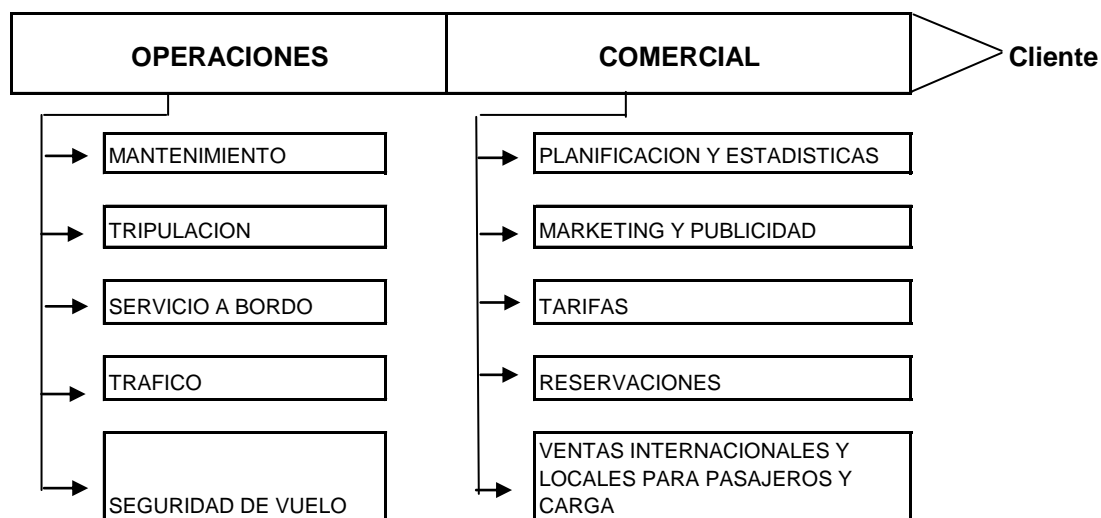 OPERACIONES
COMERCIAL
Cliente
MANTENIMIENTO
TRIPULACION
SERVICIO A BORDO
TRAFICO
SEGURIDAD DE VUELO
PLANIFICACION Y ESTADISTICAS
MARKETING Y PUBLICIDAD
TARIFAS
RESERVACIONES
VENTAS INTERNACIONALES Y
LOCALES PARA PASAJEROS Y
CARGA